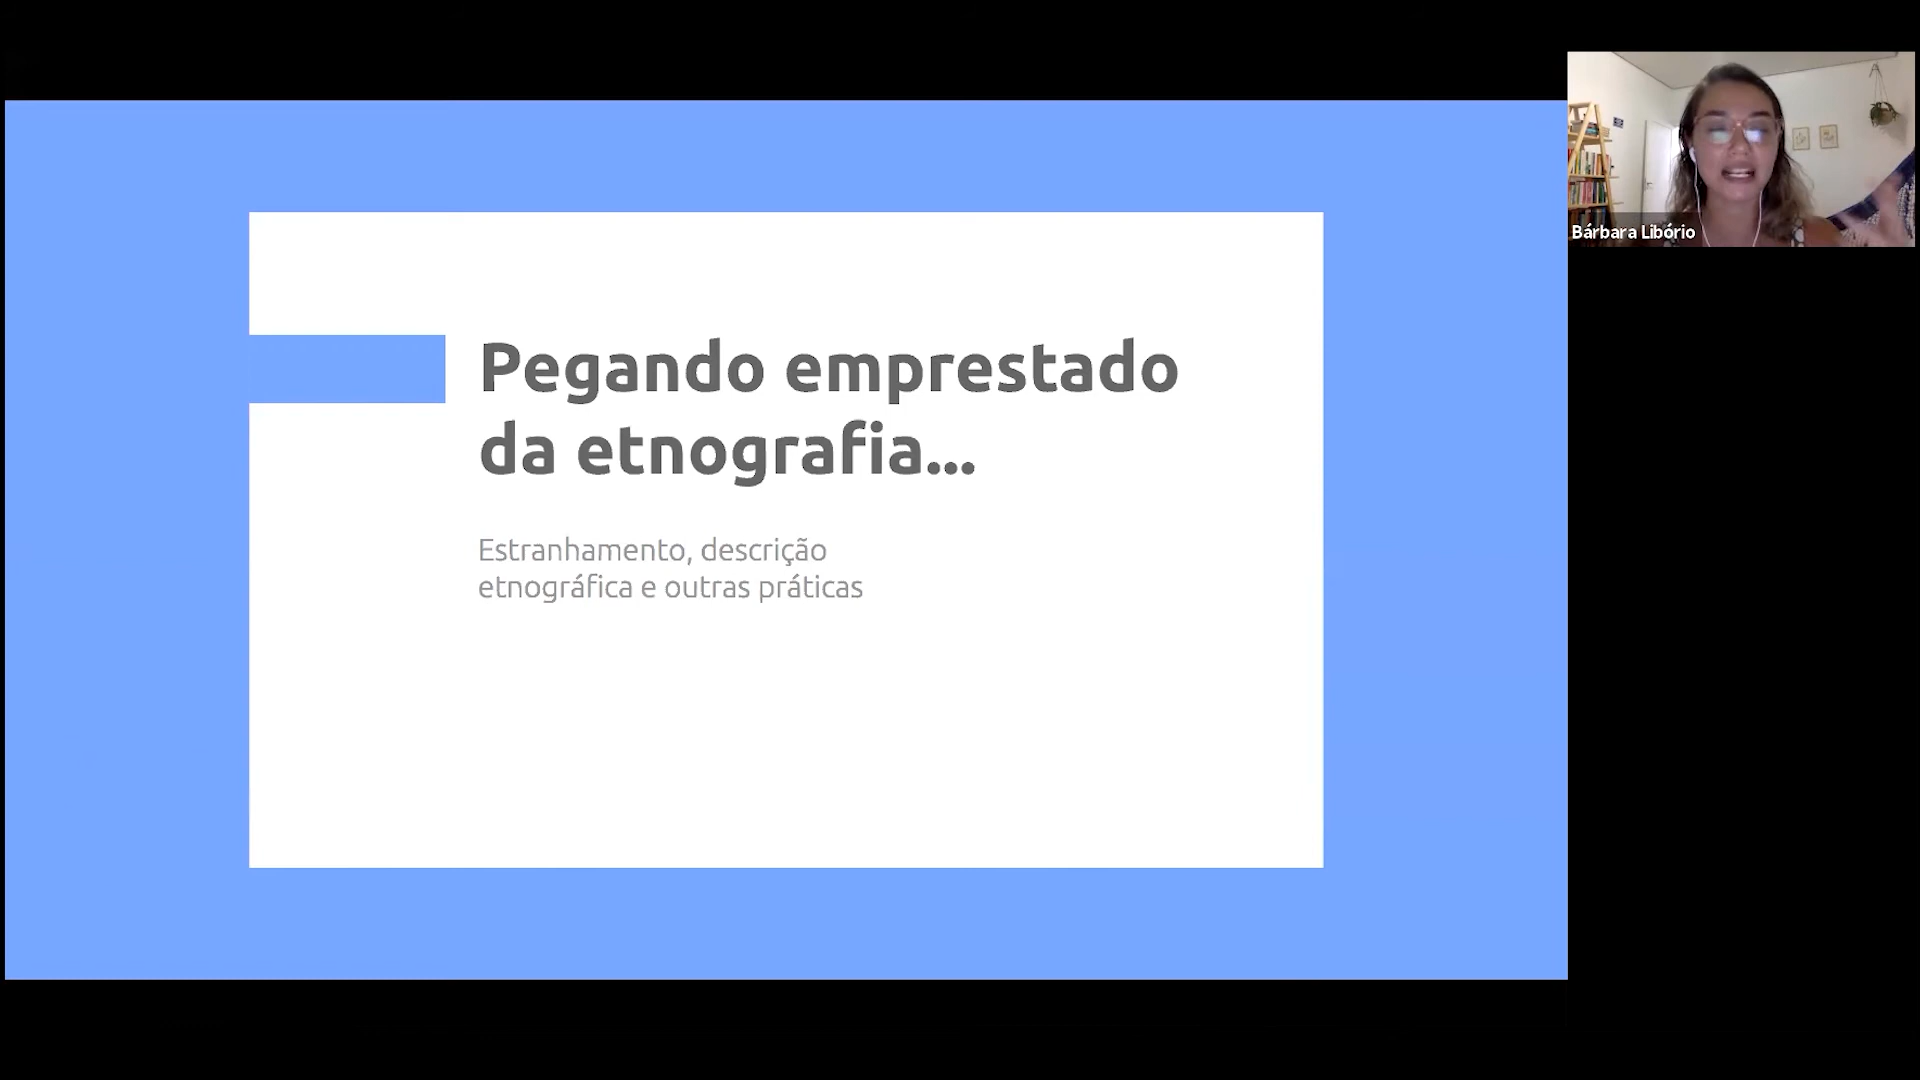 Pegando emprestado
da etnografia...
Estranhamento, descrição
etnográfica e outras práticas
Bárbara Libório